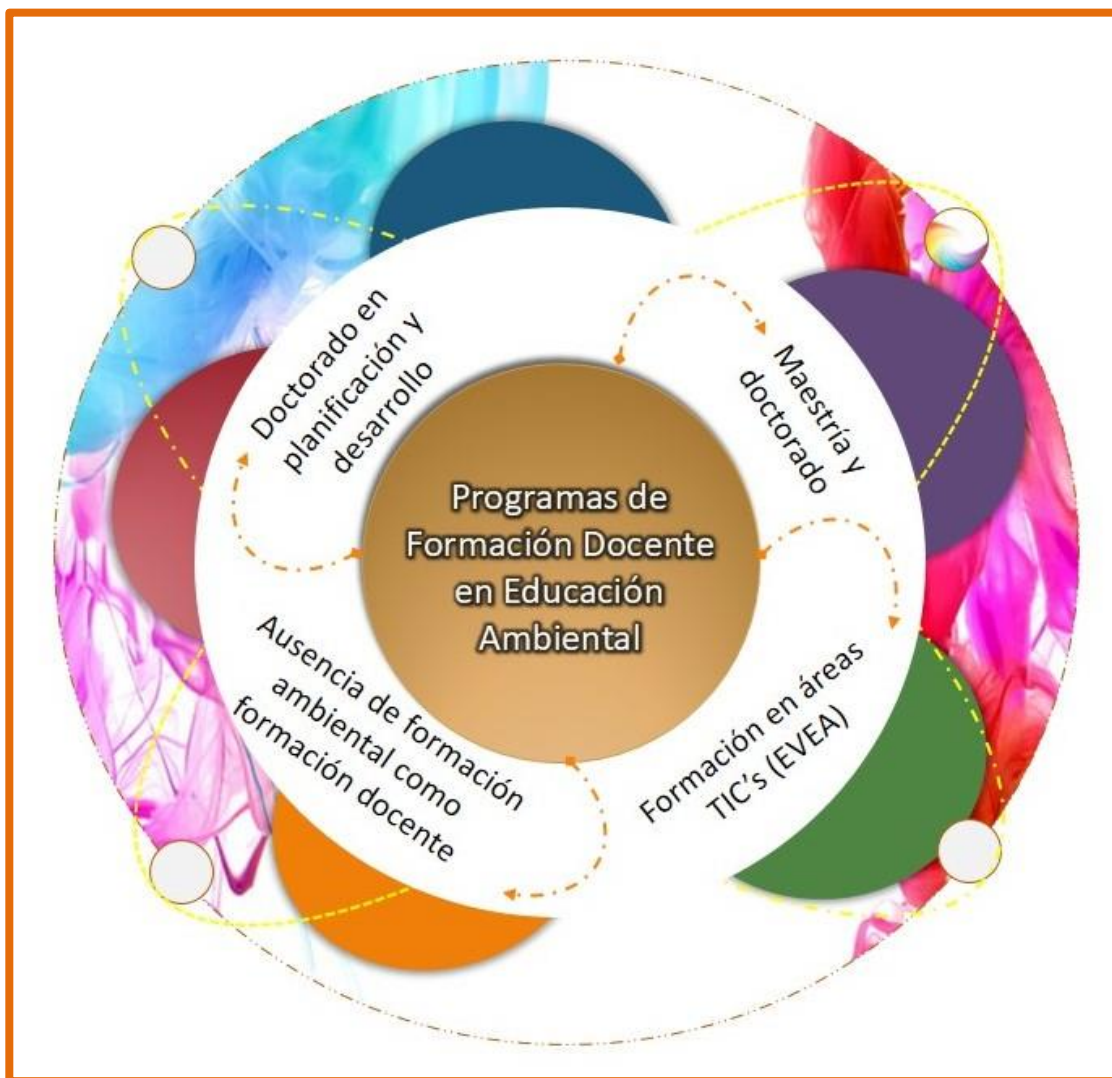 Programas de
Formación Docente
en Educación
Ambiental
Doctorado en
planificación y
desarrollo
Maestría y
doctorado
Formación en áreas
TIC’s (EVEA)
Ausencia de formación
ambiental como
formación docente